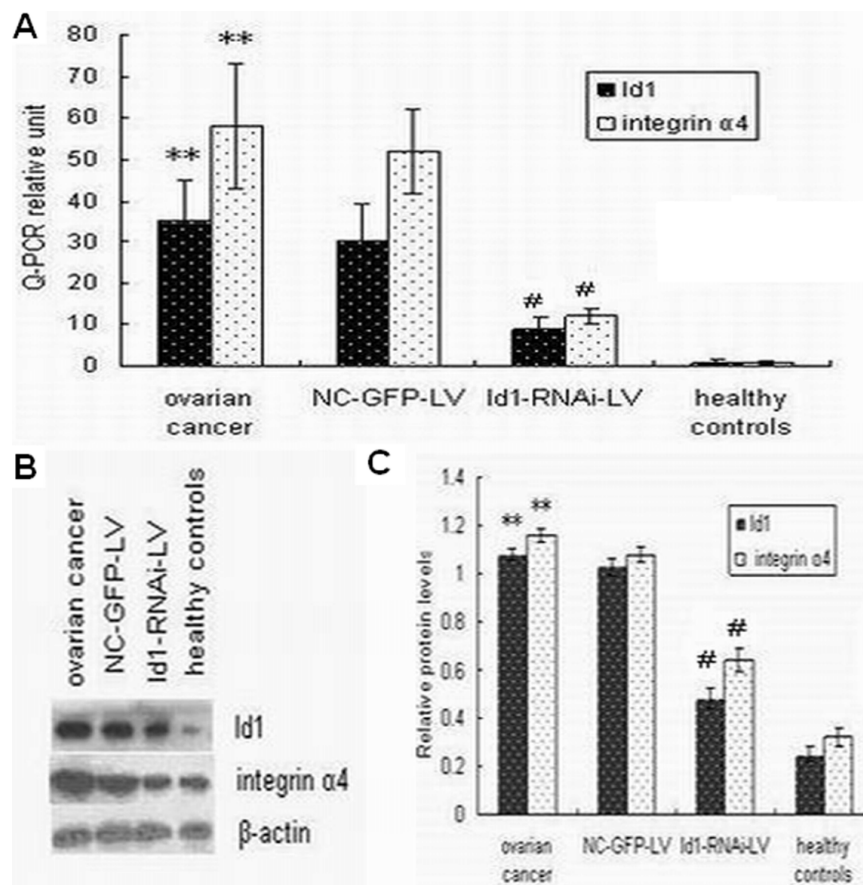 A
80
70
60
50
40
30
20
10
0
Q-PCR relative unit
**
**
#
#
Id1
integrin α4
ovarian cancer
NC-GFP-LV
Id1-RNAi-LV
healthy controls
B
ovarian cancer
NC-GFP-LV
Id1-RNAi-LV
healthy controls
Id1
integrin α4
β-actin
C
1.4
1.2
1
0.8
0.6
0.4
0.2
0
Relative protein levels
**
**
#
#
Id1
integrin α4
ovarian cancer
NC-GFP-LV
Id1-RNAi-LV
healthy controls